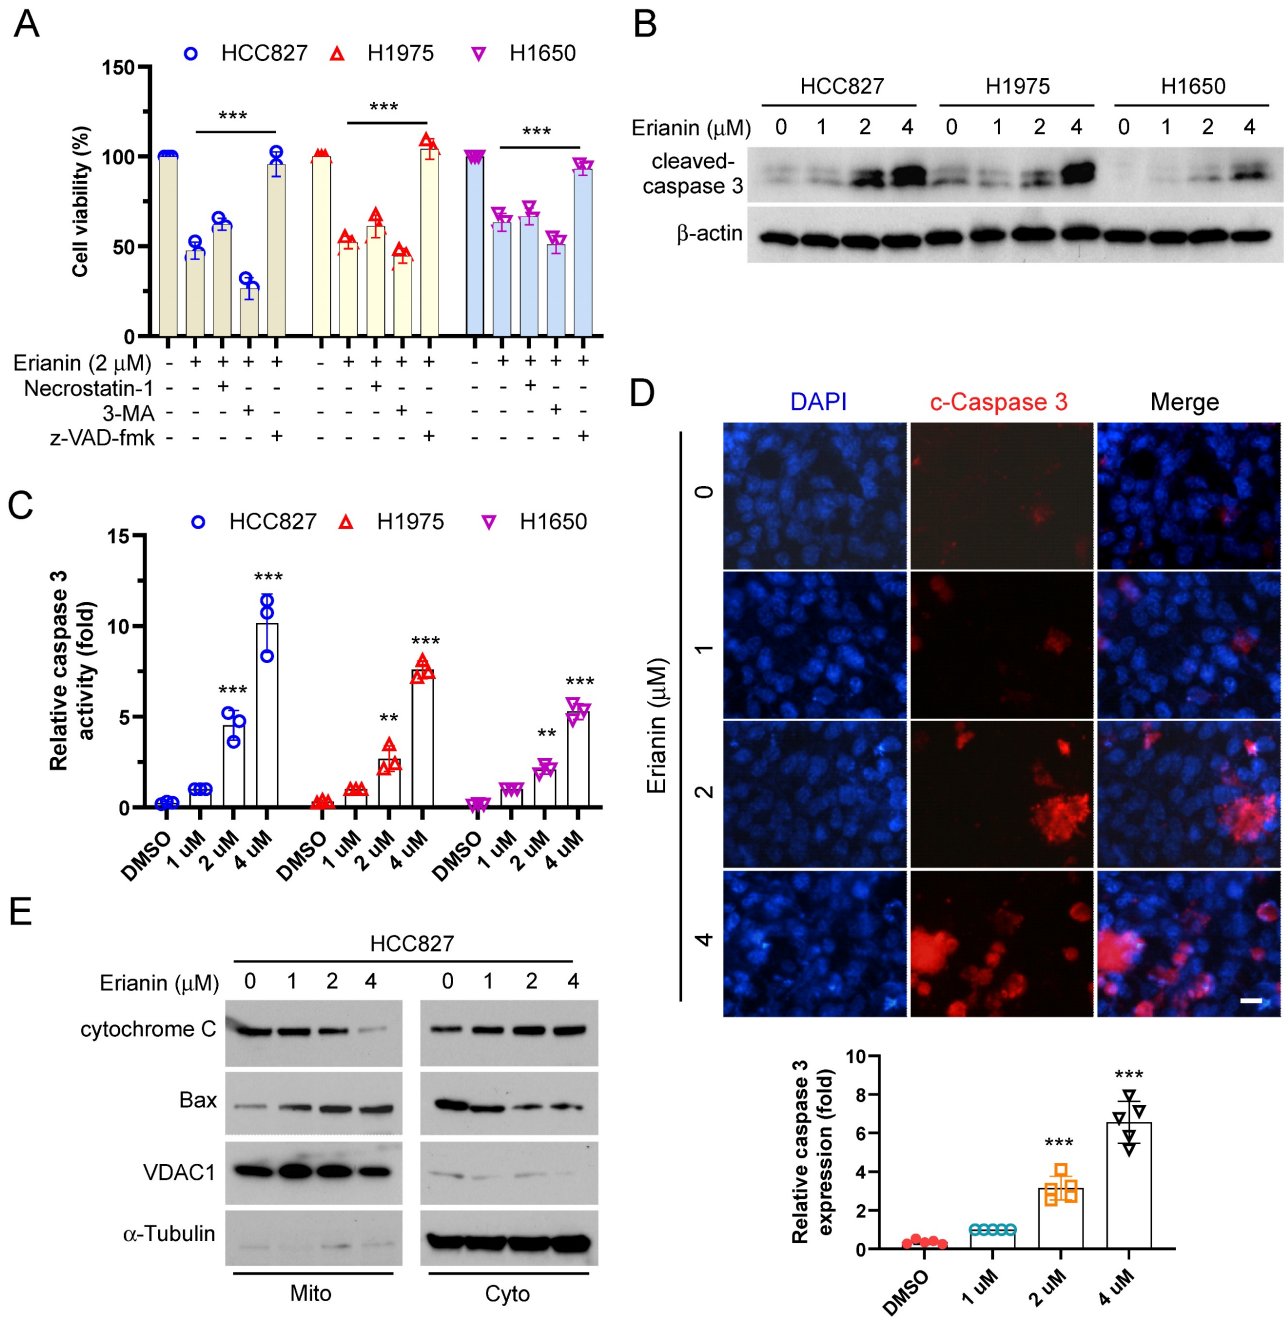 A
HCC827 H1975 H1650
Cell viability (%)
150
100
50
0
*** *** ***
Erianin (2 μM) - + + + + - + + + + - + + + +
Necrostatin-1 - - + - - - - + - - - - + - -
3-MA - - - + - - - - + - - - - + -
z-VAD-fmk - - - - + - - - - + - - - - +
B
HCC827 H1975 H1650
Erianin (μM) 0 1 2 4 0 1 2 4 0 1 2 4
cleaved-
caspase 3
β-actin
C
HCC827 H1975 H1650
Relative caspase 3
activity (fold)
15
10
5
0
*** *** ** *** ** ***
DMSO 1 uM 2 uM 4 uM DMSO 1 uM 2 uM 4 uM DMSO 1 uM 2 uM 4 uM
D
DAPI c-Caspase 3 Merge
Erianin (μM)
0
1
2
4
Relative caspase 3
expression (fold)
10
8
6
4
2
0
*** ***
DMSO 1 uM 2 uM 4 uM
E
HCC827
Erianin (μM) 0 1 2 4 0 1 2 4
cytochrome C
Bax
VDAC1
α-Tubulin
Mito Cyto